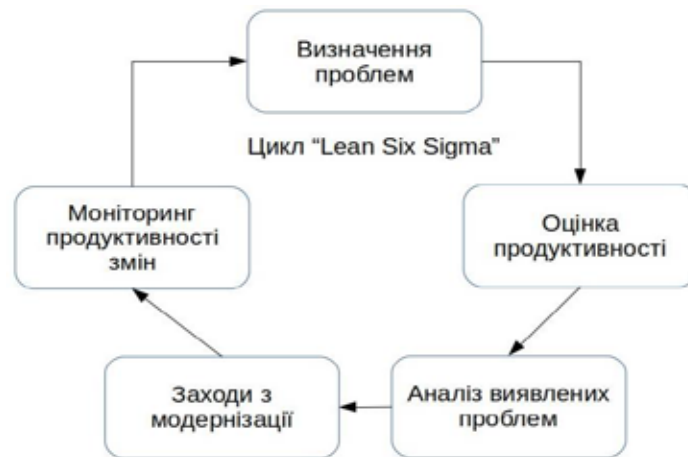 Визначення
проблем
Цикл “Lean Six Sigma”
Моніторинг
продуктивності
змін
Оцінка
продуктивності
Заходи з
модернізації
Аналіз виявлених
проблем